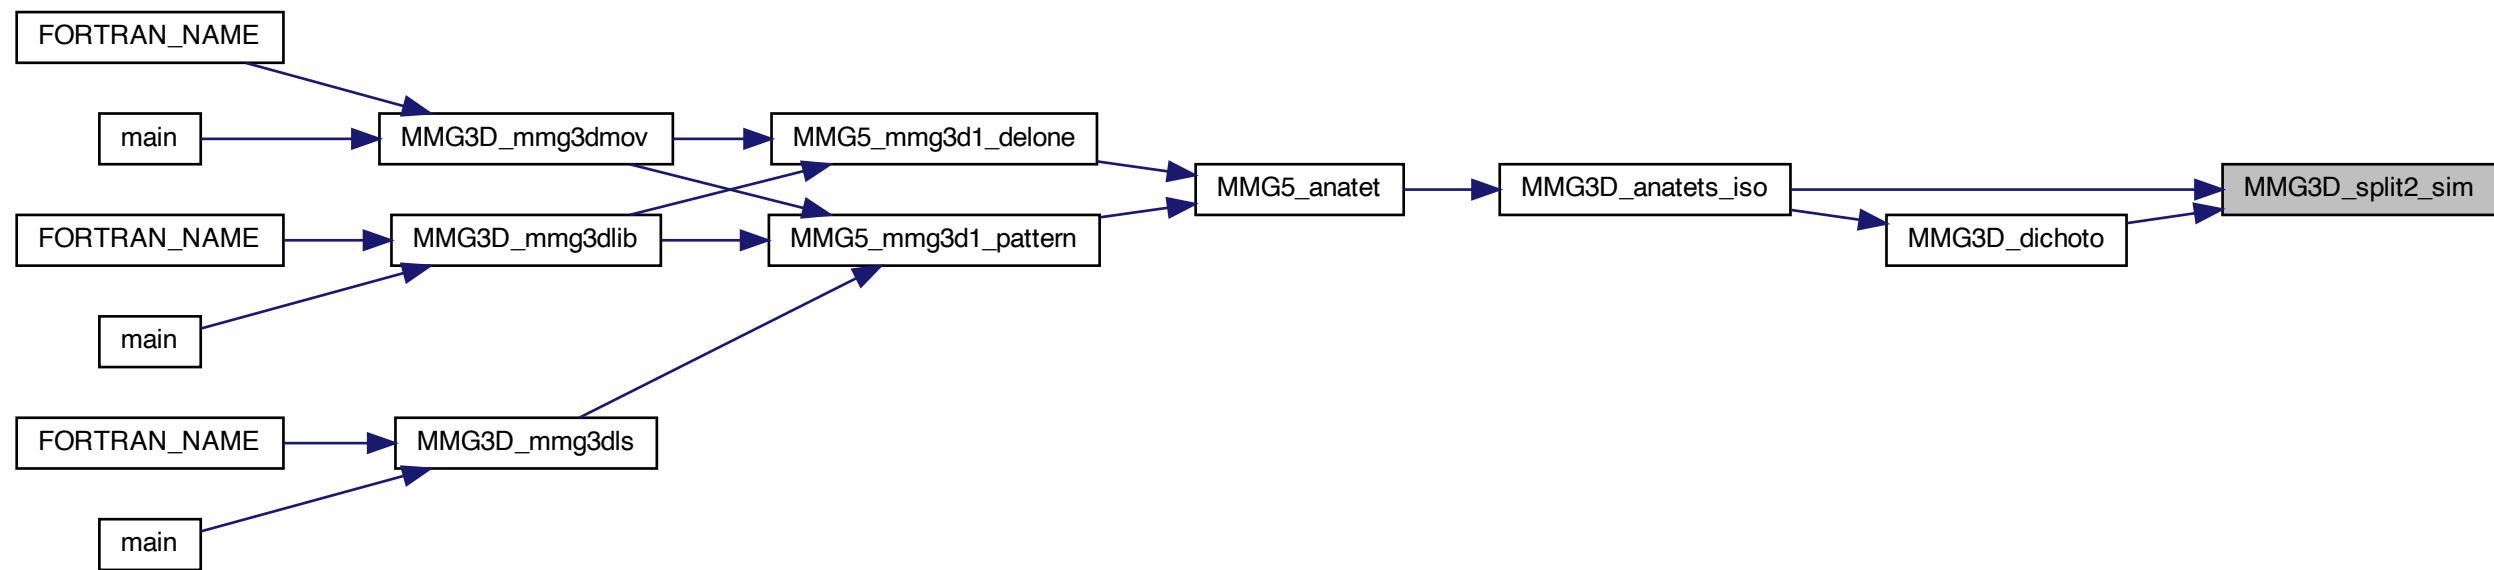 FORTRAN_NAME
main
MMG3D_mmg3dmov
MMG5_mmg3d1_delone
MMG5_anatet
MMG3D_anatets_iso
MMG3D_split2_sim
FORTRAN_NAME
MMG3D_mmg3dlib
MMG5_mmg3d1_pattern
MMG3D_dichoto
main
FORTRAN_NAME
MMG3D_mmg3dls
main